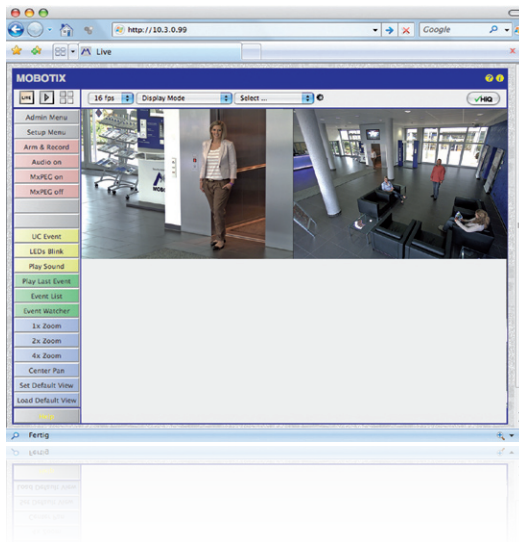 http://10.3.0.99
Google
Live
MOBOTIX
LIVE
16 fps
Display Mode
Select ...
HiQ
Admin Menu
Setup Menu
Arm & Record
Audio on
MxPEG on
MxPEG off
UC Event
LEDs Blink
Play Sound
Play Last Event
Event List
Event Watcher
1x Zoom
2x Zoom
4x Zoom
Center Pan
Set Default View
Load Default View
Fertig